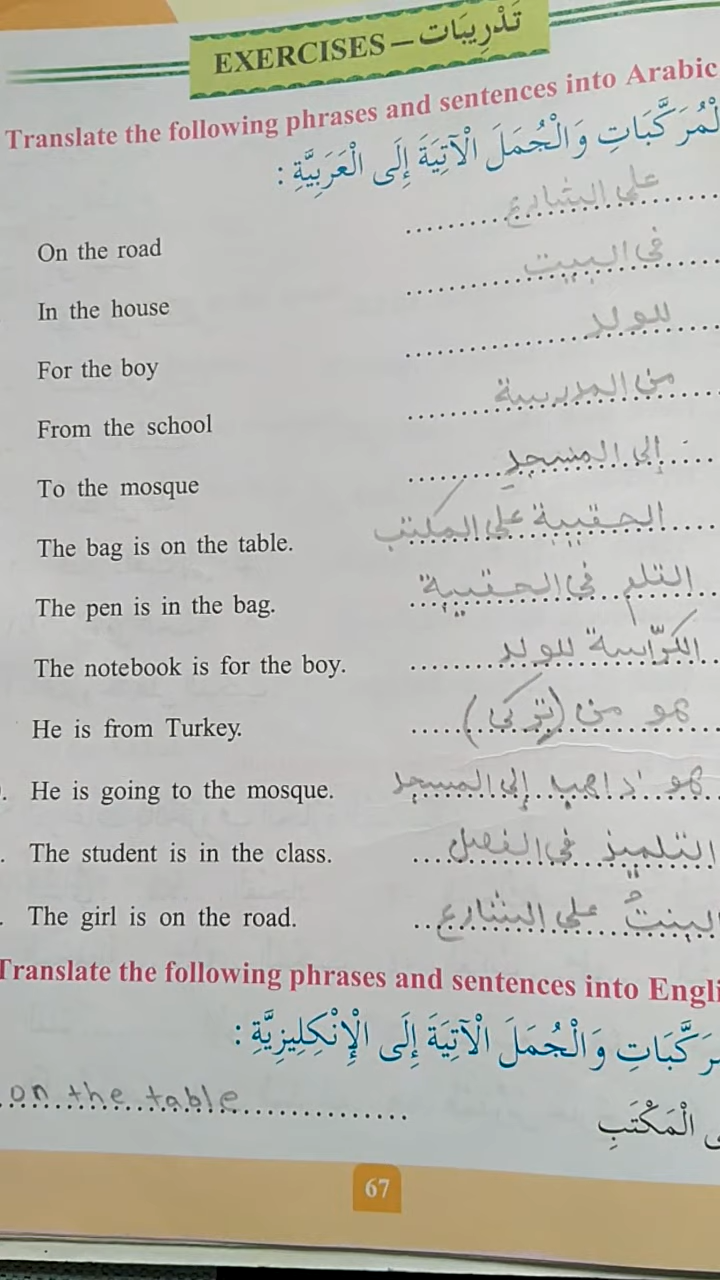 EXERCISES – تَدْرِيبَات
Translate the following phrases and sentences into Arabic
لْمُرَكَّبَاتِ وَالْجُمَلَ الْآتِيَةَ إِلَى الْعَرَبِيَّةِ :
On the road على الشارع
In the house في البيت
For the boy للولد
From the school من المدرسة
To the mosque إلى المسجد
The bag is on the table. الحقيبة على المكتب
The pen is in the bag. القلم في الحقيبة
The notebook is for the boy. الكرّاسة للولد
He is from Turkey. هو من (تركي)
. He is going to the mosque. هو ذاهب إلى المسجد
. The student is in the class. التلميذ في الفصل
. The girl is on the road. البنتُ على الشارع
Translate the following phrases and sentences into Engli
مُرَكَّبَاتِ وَالْجُمَلَ الْآتِيَةَ إِلَى الْإِنْكِلِيزِيَّةِ :
on the table ى الْمَكْتَبِ
67